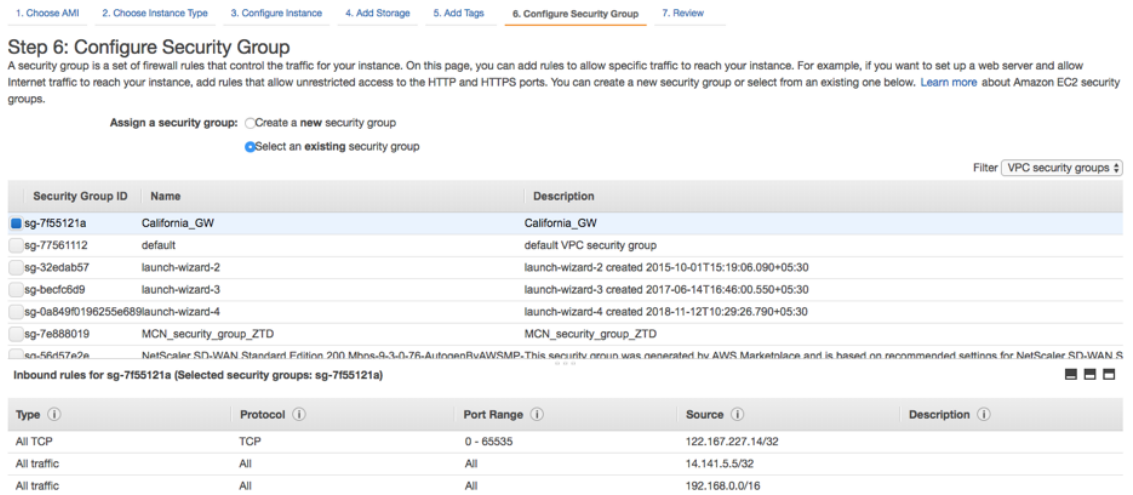 1. Choose AMI 2. Choose Instance Type 3. Configure Instance 4. Add Storage 5. Add Tags 6. Configure Security Group 7. Review
Step 6: Configure Security Group
A security group is a set of firewall rules that control the traffic for your instance. On this page, you can add rules to allow specific traffic to reach your instance. For example, if you want to set up a web server and allow
Internet traffic to reach your instance, add rules that allow unrestricted access to the HTTP and HTTPS ports. You can create a new security group or select from an existing one below. Learn more about Amazon EC2 security
groups.
Assign a security group: Create a new security group
Select an existing security group
Filter VPC security groups
Security Group ID Name Description
sg-7f55121a California_GW California_GW
sg-77561112 default default VPC security group
sg-32edab57 launch-wizard-2 launch-wizard-2 created 2015-10-01T15:19:06.090+05:30
sg-becfc6d9 launch-wizard-3 launch-wizard-3 created 2017-06-14T16:46:00.550+05:30
sg-0a849f0196255e689 launch-wizard-4 launch-wizard-4 created 2018-11-12T10:29:26.790+05:30
sg-7e888019 MCN_security_group_ZTD MCN_security_group_ZTD
sg-56d57e2e NetScaler SD-WAN Standard Edition 200 Mbps-9-3-0-76-AutogenByAWSMP- This security group was generated by AWS Marketplace and is based on recommended settings for NetScaler SD-WAN S
Inbound rules for sg-7f55121a (Selected security groups: sg-7f55121a)
Type Protocol Port Range Source Description
All TCP TCP 0 - 65535 122.167.227.14/32
All traffic All All 14.141.5.5/32
All traffic All All 192.168.0.0/16